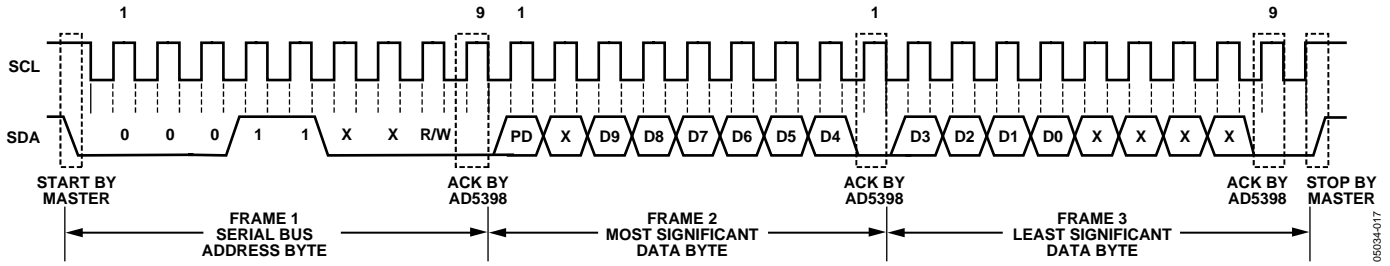 1 9 1 1 9
SCL
SDA 0 0 0 1 1 X X R/W PD X D9 D8 D7 D6 D5 D4 D3 D2 D1 D0 X X X X
START BY MASTER
ACK BY AD5398
ACK BY AD5398
ACK BY AD5398
STOP BY MASTER
FRAME 1
SERIAL BUS
ADDRESS BYTE
FRAME 2
MOST SIGNIFICANT
DATA BYTE
FRAME 3
LEAST SIGNIFICANT
DATA BYTE
05034-017